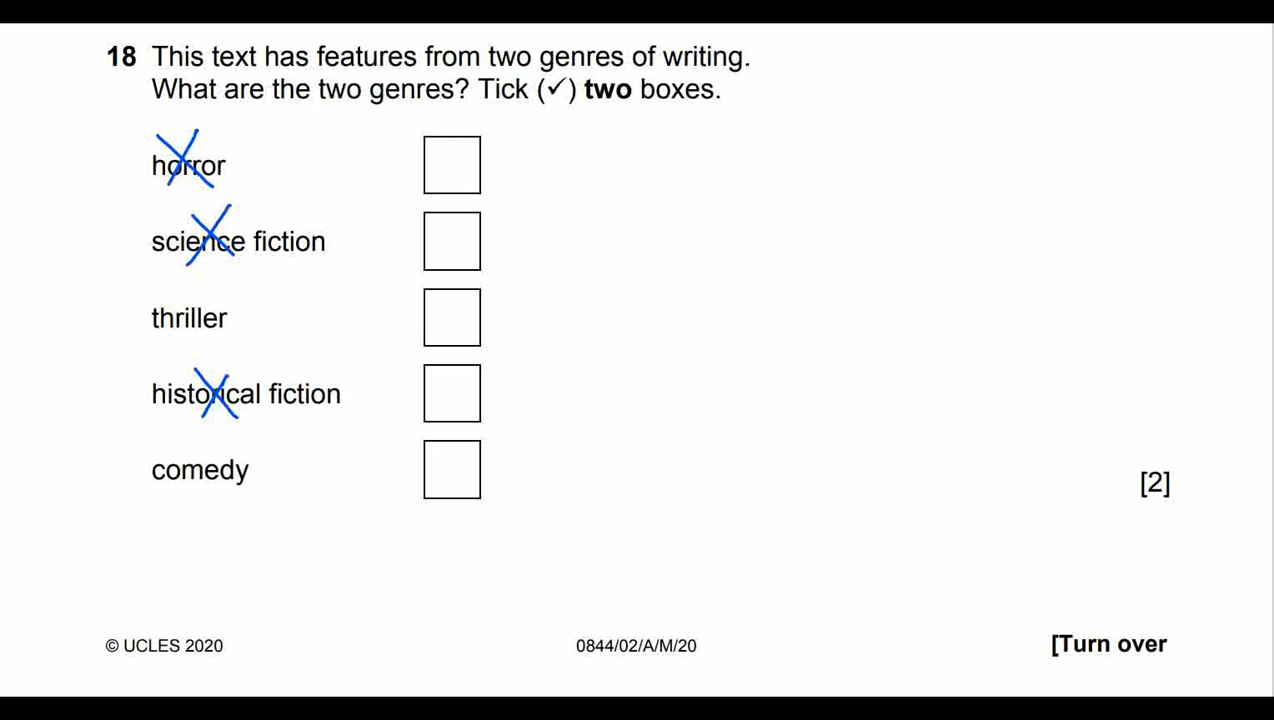 18 This text has features from two genres of writing.
What are the two genres? Tick (✓) two boxes.
horror
science fiction
thriller
historical fiction
comedy
[2]
© UCLES 2020
0844/02/A/M/20
[Turn over